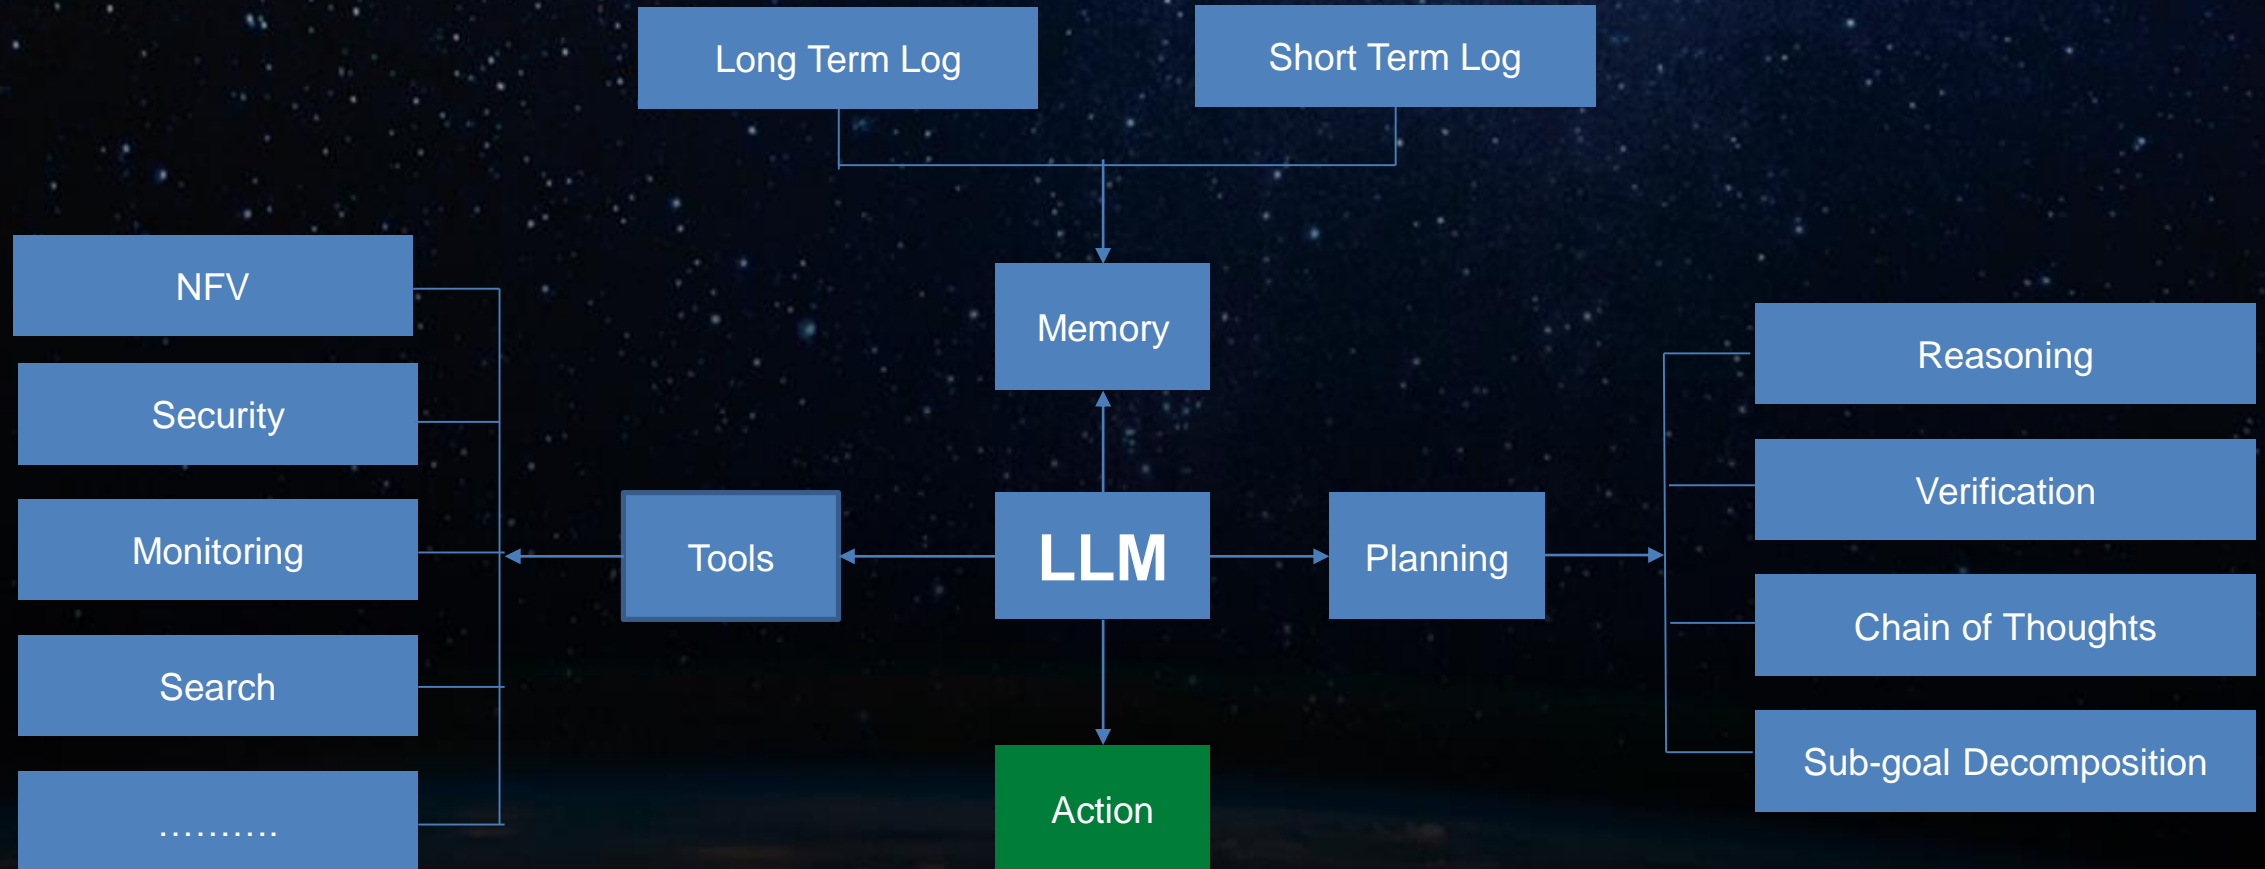 Long Term Log
Short Term Log
NFV
Security
Monitoring
Search
..........
Tools
Memory
LLM
Action
Planning
Reasoning
Verification
Chain of Thoughts
Sub-goal Decomposition